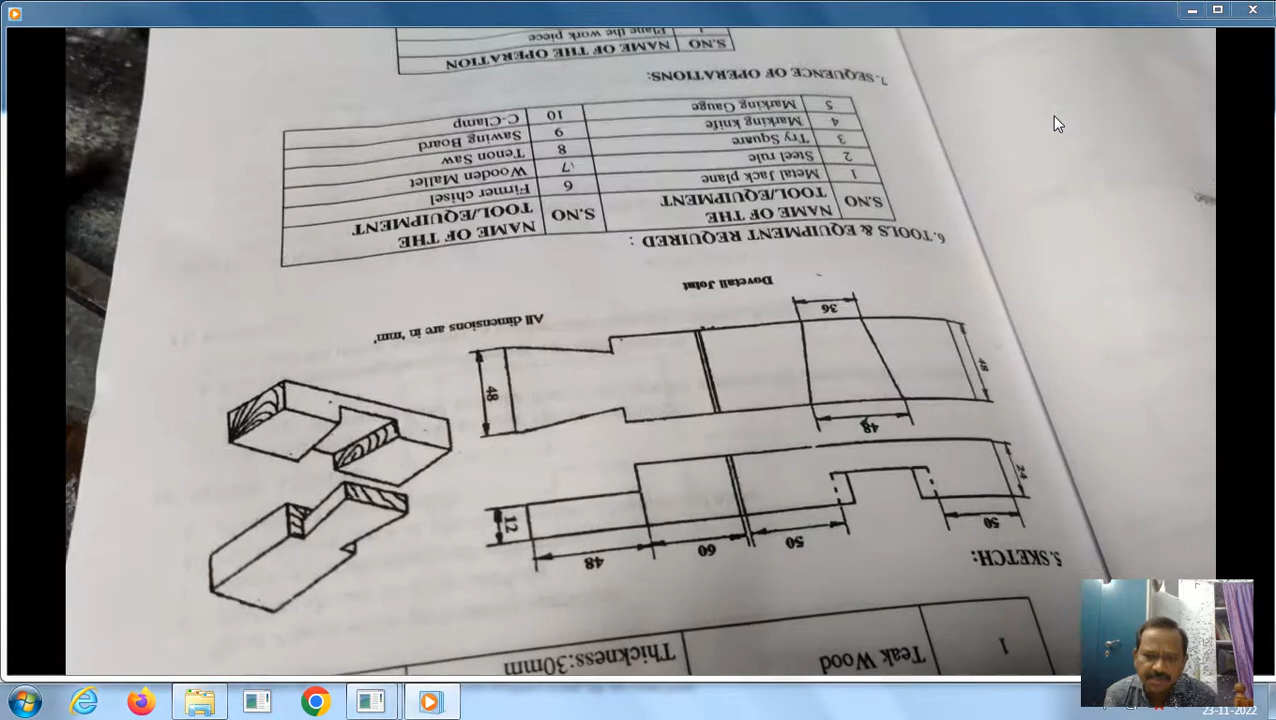 1 Teak Wood Thickness:30mm
5.SKETCH:
50 50 60 48
24 12
48
48 48
36
All dimensions are in 'mm'
Dovetail Joint
6.TOOLS & EQUIPMENT REQUIRED :
S.NO NAME OF THE TOOL/EQUIPMENT S.NO NAME OF THE TOOL/EQUIPMENT
1 Metal Jack plane 6 Firmer chisel
2 Steel rule 7 Wooden Mallet
3 Try Square 8 Tenon Saw
4 Marking knife 9 Sawing Board
5 Marking Gauge 10 C-Clamp
7.SEQUENCE OF OPERATIONS:
S.NO NAME OF THE OPERATION
1 Plane the work piece
23-11-2022